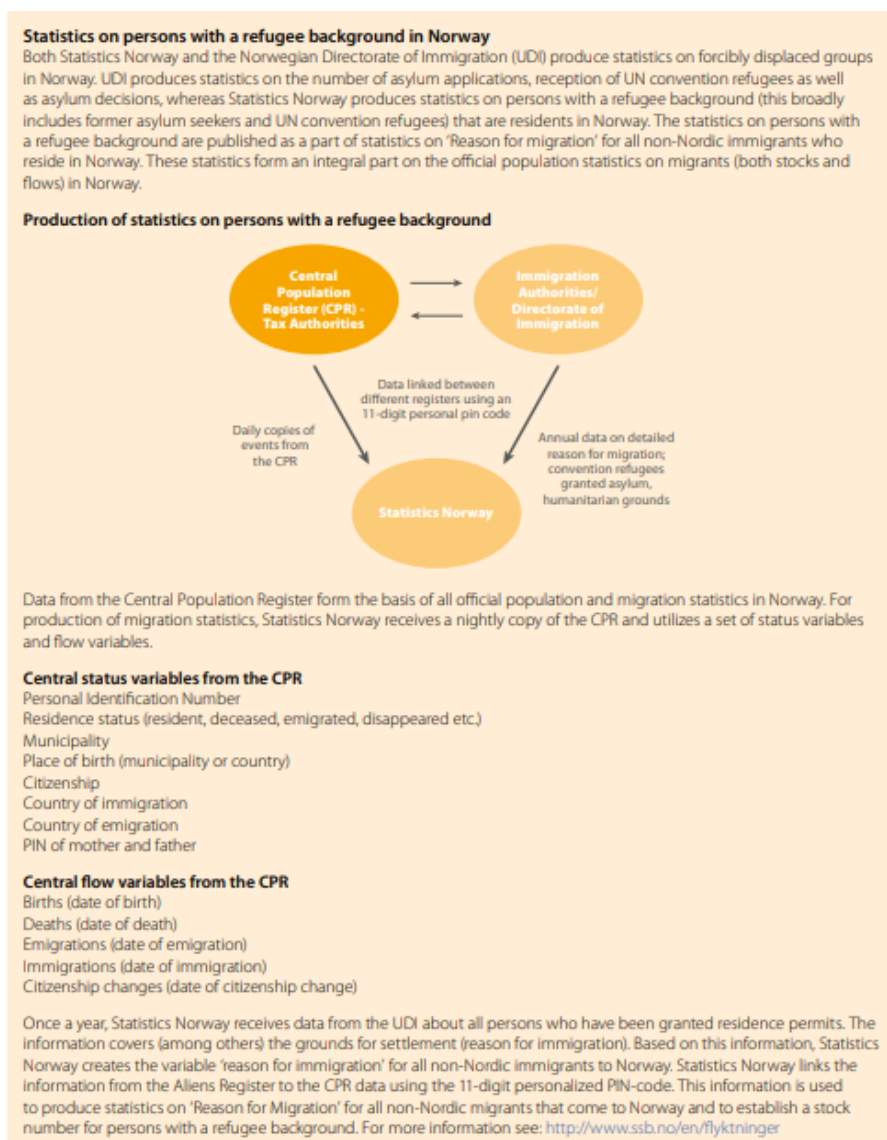 Statistics on persons with a refugee background in Norway
Both Statistics Norway and the Norwegian Directorate of Immigration (UDI) produce statistics on forcibly displaced groups
in Norway. UDI produces statistics on the number of asylum applications, reception of UN convention refugees as well
as asylum decisions, whereas Statistics Norway produces statistics on persons with a refugee background (this broadly
includes former asylum seekers and UN convention refugees) that are residents in Norway. The statistics on persons with
a refugee background are published as a part of statistics on ‘Reason for migration’ for all non-Nordic immigrants who
reside in Norway. These statistics form an integral part on the official population statistics on migrants (both stocks and
flows) in Norway.
Production of statistics on persons with a refugee background
Central
Population
Register (CPR) -
Tax Authorities
Immigration
Authorities/
Directorate of
Immigration
Data linked between
different registers using an
11-digit personal pin code
Daily copies of
events from
the CPR
Annual data on detailed
reason for migration;
convention refugees
granted asylum,
humanitarian grounds
Statistics Norway
Data from the Central Population Register form the basis of all official population and migration statistics in Norway. For
production of migration statistics, Statistics Norway receives a nightly copy of the CPR and utilizes a set of status variables
and flow variables.
Central status variables from the CPR
Personal Identification Number
Residence status (resident, deceased, emigrated, disappeared etc.)
Municipality
Place of birth (municipality or country)
Citizenship
Country of immigration
Country of emigration
PIN of mother and father
Central flow variables from the CPR
Births (date of birth)
Deaths (date of death)
Emigrations (date of emigration)
Immigrations (date of immigration)
Citizenship changes (date of citizenship change)
Once a year, Statistics Norway receives data from the UDI about all persons who have been granted residence permits. The
information covers (among others) the grounds for settlement (reason for immigration). Based on this information, Statistics
Norway creates the variable ‘reason for immigration’ for all non-Nordic immigrants to Norway. Statistics Norway links the
information from the Aliens Register to the CPR data using the 11-digit personalized PIN-code. This information is used
to produce statistics on ‘Reason for Migration’ for all non-Nordic migrants that come to Norway and to establish a stock
number for persons with a refugee background. For more information see: http://www.ssb.no/en/flyktninger